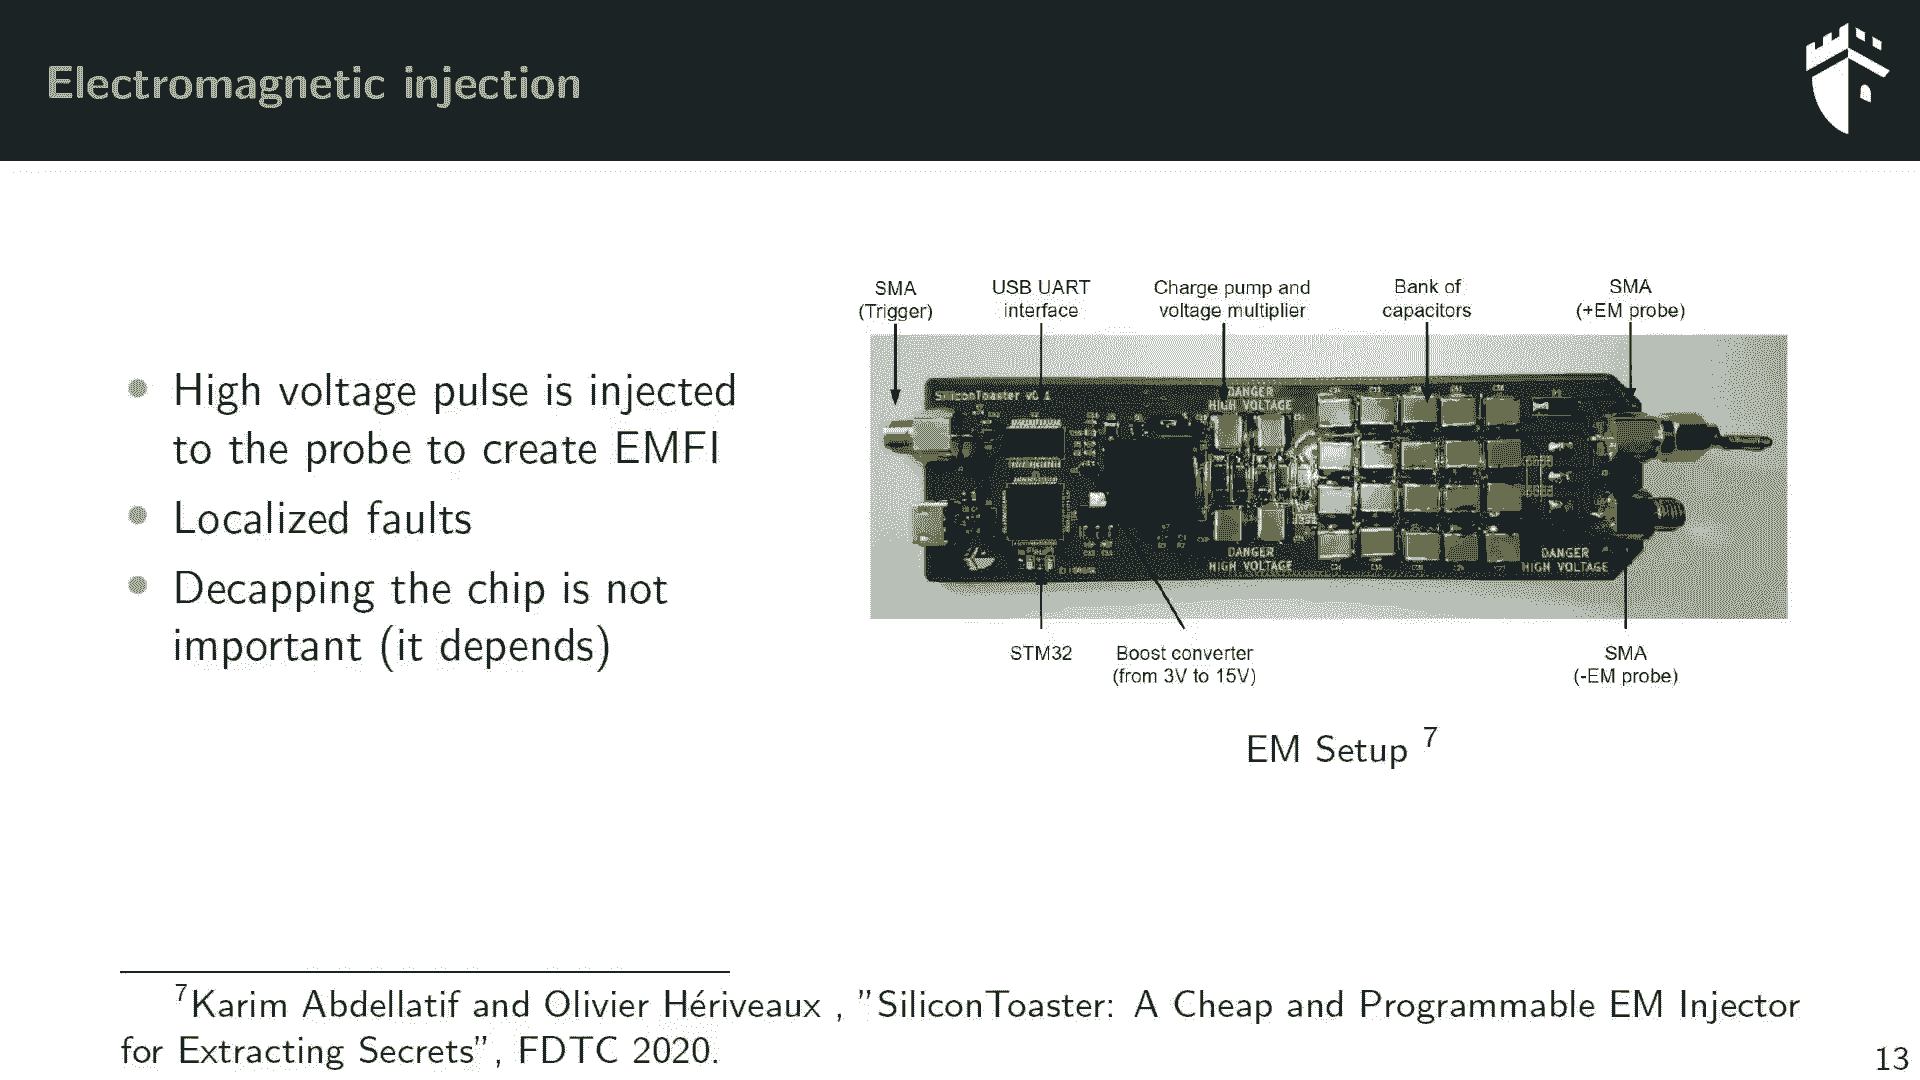 Electromagnetic injection
• High voltage pulse is injected
to the probe to create EMFI
• Localized faults
• Decapping the chip is not
important (it depends)
SMA
(Trigger)
USB UART
interface
Charge pump and
voltage multiplier
Bank of
capacitors
SMA
(+EM probe)
SiliconToaster
DANGER
HIGH VOLTAGE
DANGER
HIGH VOLTAGE
DANGER
HIGH VOLTAGE
STM32
Boost converter
(from 3V to 15V)
SMA
(-EM probe)
EM Setup 7
7Karim Abdellatif and Olivier Hériveaux , ”SiliconToaster: A Cheap and Programmable EM Injector
for Extracting Secrets”, FDTC 2020.
13